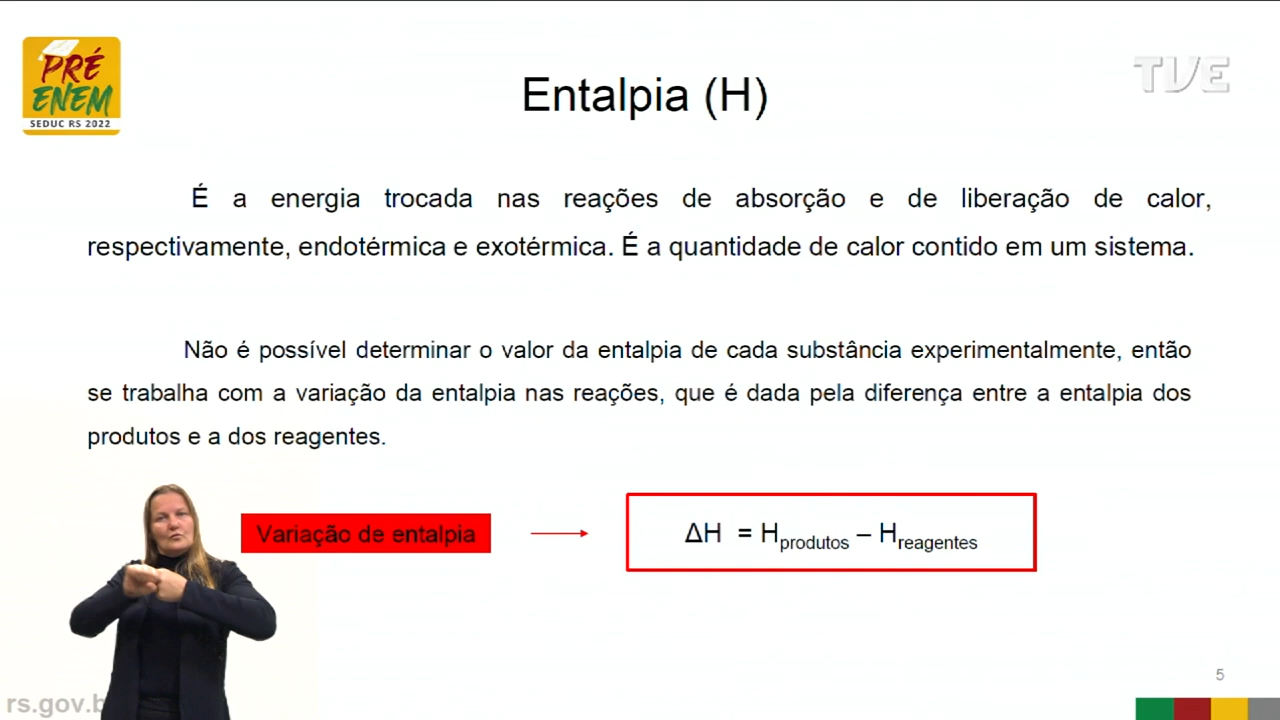 PRÉ
ENEM
SEDUC RS 2022
TVE
Entalpia (H)
É a energia trocada nas reações de absorção e de liberação de calor,
respectivamente, endotérmica e exotérmica. É a quantidade de calor contido em um sistema.
Não é possível determinar o valor da entalpia de cada substância experimentalmente, então
se trabalha com a variação da entalpia nas reações, que é dada pela diferença entre a entalpia dos
produtos e a dos reagentes.
Variação de entalpia
ΔH = Hprodutos – Hreagentes
5
rs.gov.b